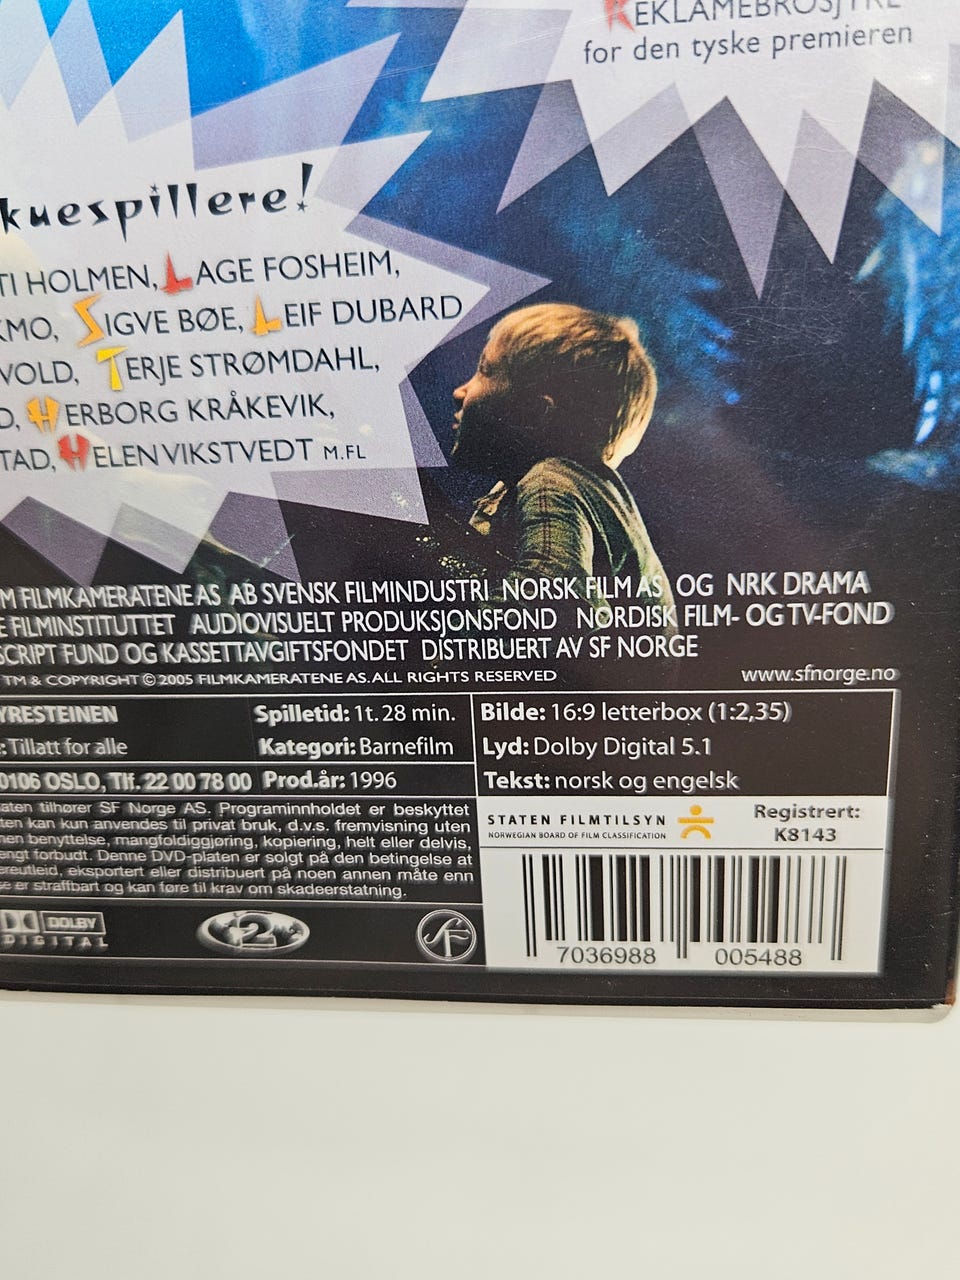 REKLAMEBROSJYRE
for den tyske premieren
kuespillere!
TI HOLMEN, LAGE FOSHEIM,
KMO, SIGVE BØE, LEIF DUBARD
VOLD, TERJE STRØMDAHL,
D, HERBORG KRÅKEVIK,
TAD, HELEN VIKSTVEDT M.FL
M FILMKAMERATENE AS AB SVENSK FILMINDUSTRI NORSK FILM AS OG NRK DRAMA
E FILMINSTITUTTET AUDIOVISUELT PRODUKSJONSFOND NORDISK FILM- OG TV-FOND
SCRIPT FUND OG KASSETTAVGIFTSFONDET DISTRIBUERT AV SF NORGE
TM & COPYRIGHT © 2005 FILMKAMERATENE AS. ALL RIGHTS RESERVED
www.sfnorge.no
YRESTEINEN Spilletid: 1t. 28 min.
: Tillatt for alle Kategori: Barnefilm
0106 OSLO, Tlf. 22 00 78 00 Prod.år: 1996
Bilde: 16:9 letterbox (1:2,35)
Lyd: Dolby Digital 5.1
Tekst: norsk og engelsk
aten tilhører SF Norge AS. Programinnholdet er beskyttet
ten kan kun anvendes til privat bruk, d.v.s. fremvisning uten
nen benyttelse, mangfoldiggjøring, kopiering, helt eller delvis,
engt forbudt. Denne DVD-platen er solgt på den betingelse at
ereutleid, eksportert eller distribuert på noen annen måte enn
se er straffbart og kan føre til krav om skadeerstatning.
STATEN FILMTILSYN
NORWEGIAN BOARD OF FILM CLASSIFICATION
Registrert:
K8143
DOLBY
DIGITAL
2
SF
7036988 005488